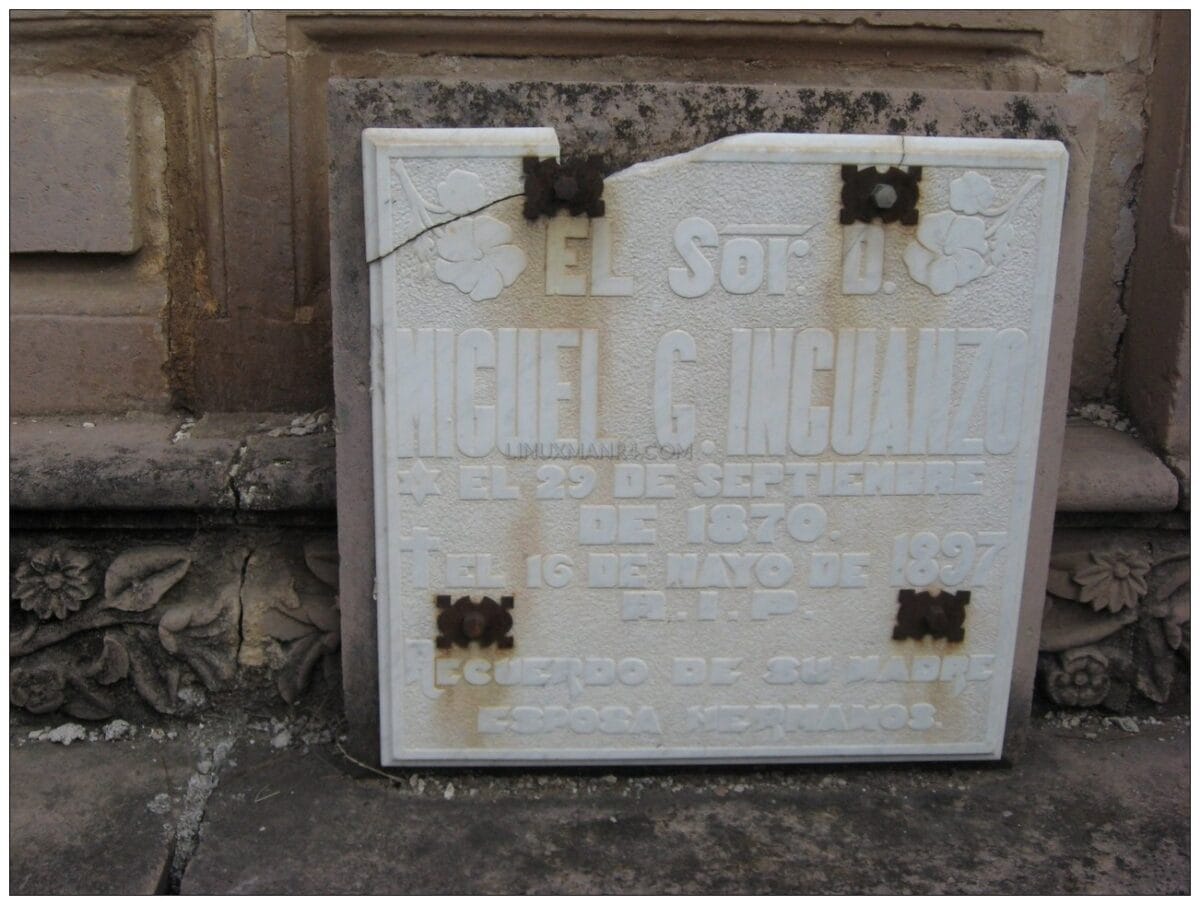 EL Sor. D.
MIGUEL G. INGUANZO
LINUXMANR4.COM
EL 29 DE SEPTIEMBRE
DE 1870.
EL 16 DE MAYO DE 1897
R.I.P.
RECUERDO DE SU MADRE
ESPOSA HERMANOS.